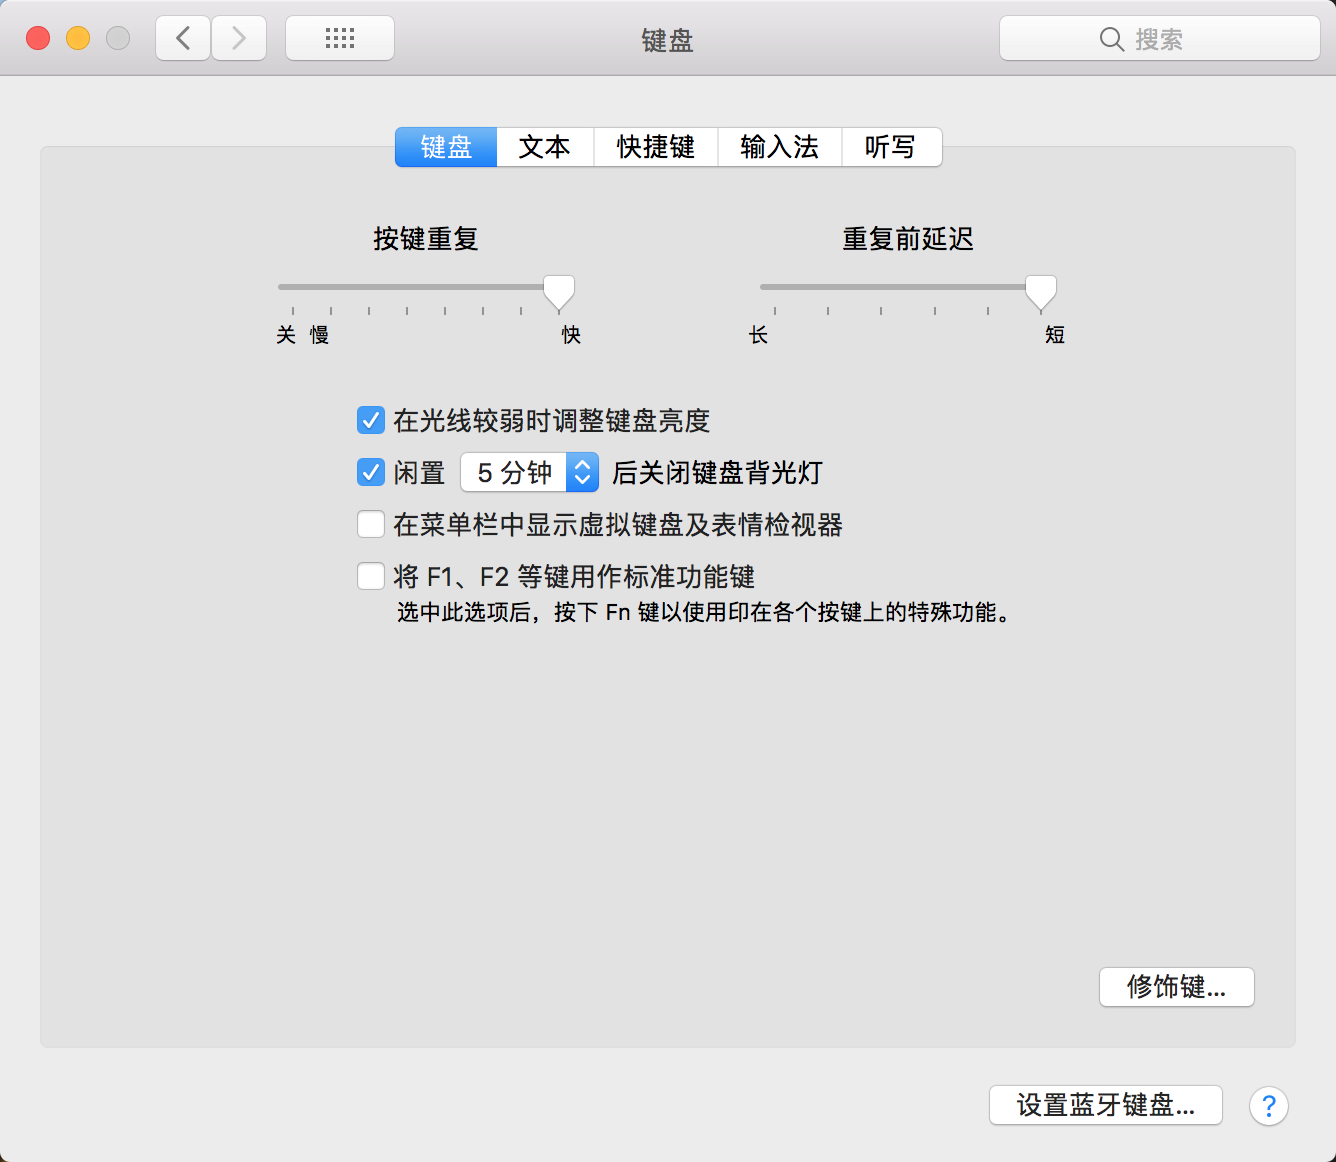 键盘
搜索
键盘 文本 快捷键 输入法 听写
按键重复 重复前延迟
关 慢 快 长 短
在光线较弱时调整键盘亮度
闲置 5 分钟 后关闭键盘背光灯
在菜单栏中显示虚拟键盘及表情检视器
将 F1、F2 等键用作标准功能键
选中此选项后，按下 Fn 键以使用印在各个按键上的特殊功能。
修饰键...
设置蓝牙键盘... ?